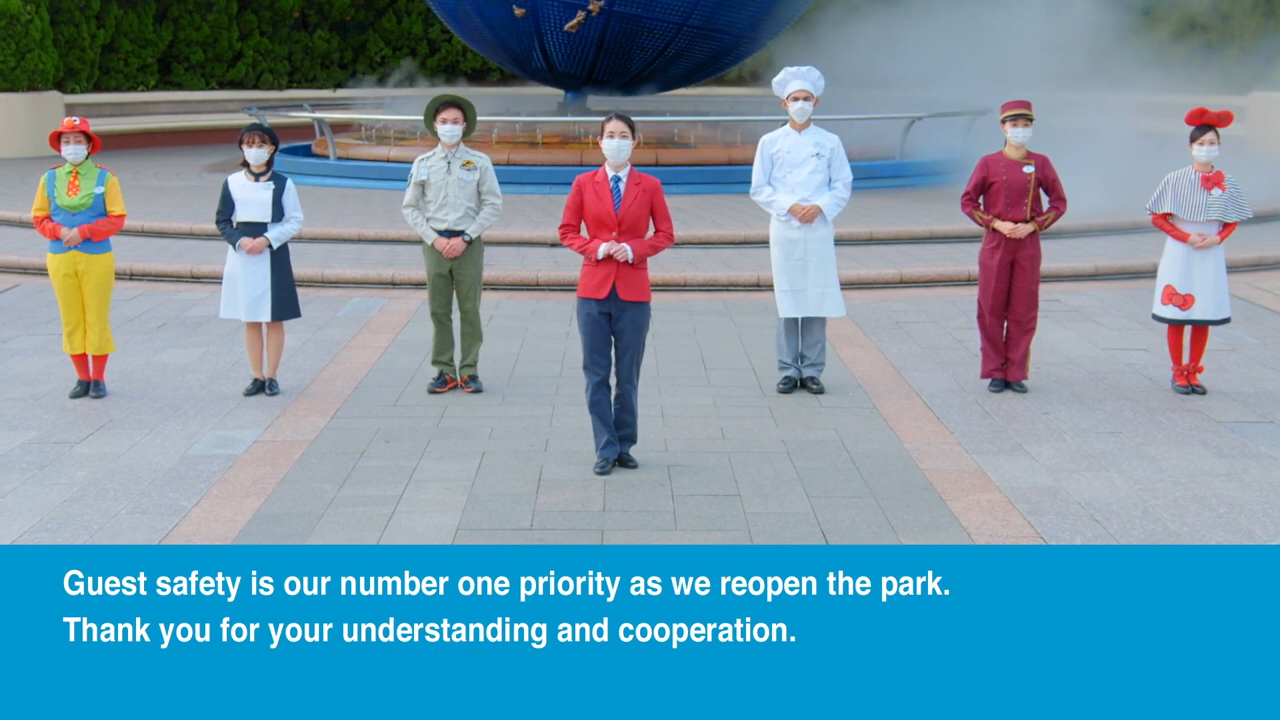 Guest safety is our number one priority as we reopen the park.
Thank you for your understanding and cooperation.